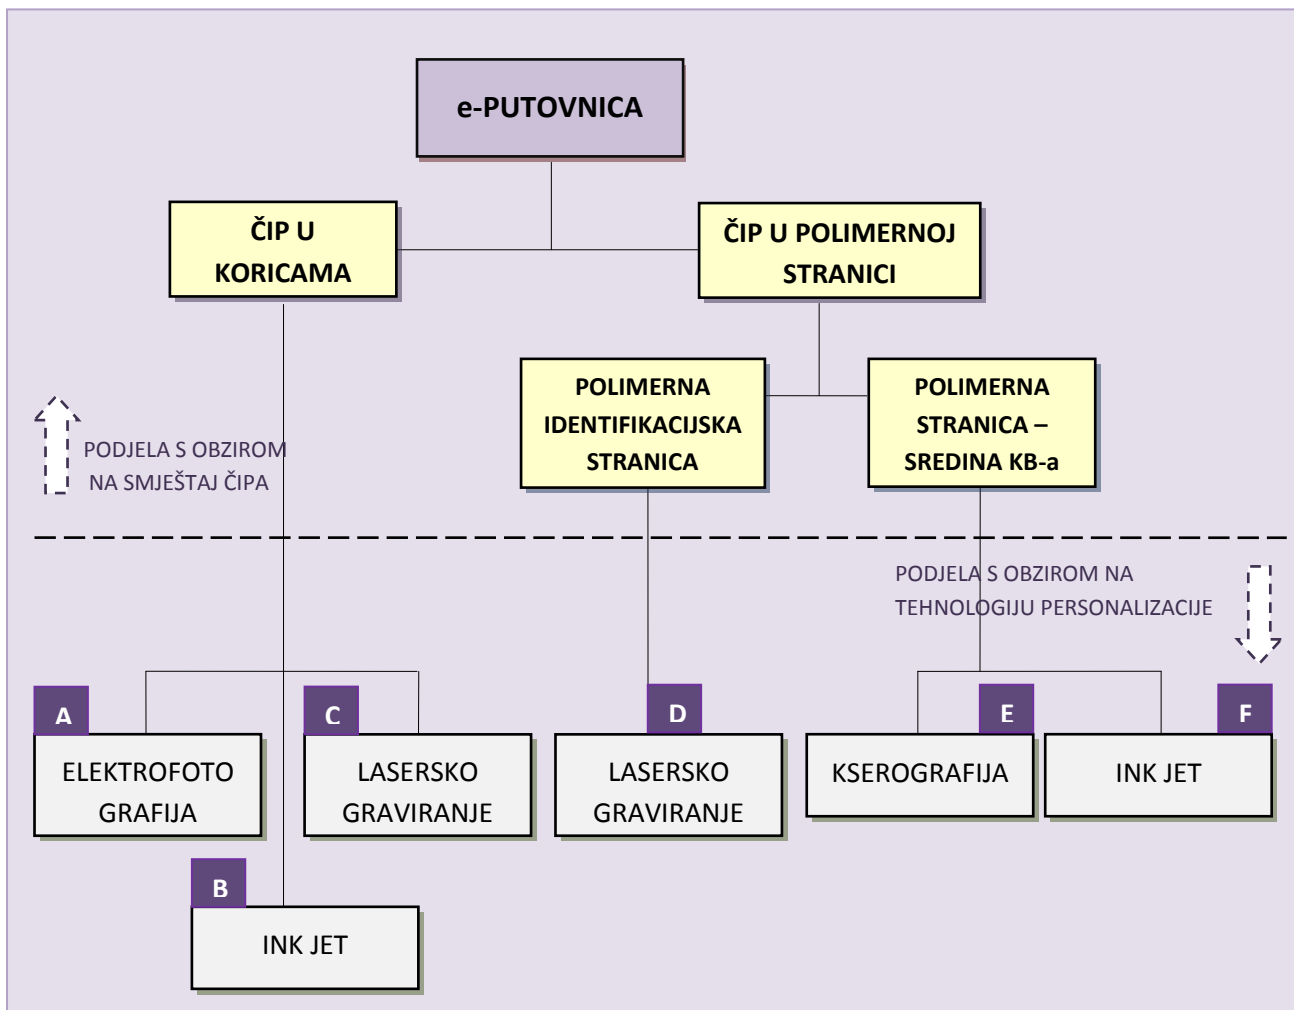 e-PUTOVNICA
ČIP U
KORICAMA
ČIP U POLIMERNOJ
STRANICI
POLIMERNA
IDENTIFIKACIJSKA
STRANICA
POLIMERNA
STRANICA –
SREDINA KB-a
PODJELA S OBZIROM
NA SMJEŠTAJ ČIPA
PODJELA S OBZIROM NA
TEHNOLOGIJU PERSONALIZACIJE
A
ELEKTROFOTO
GRAFIJA
C
LASERSKO
GRAVIRANJE
D
LASERSKO
GRAVIRANJE
E
KSEROGRAFIJA
F
INK JET
B
INK JET